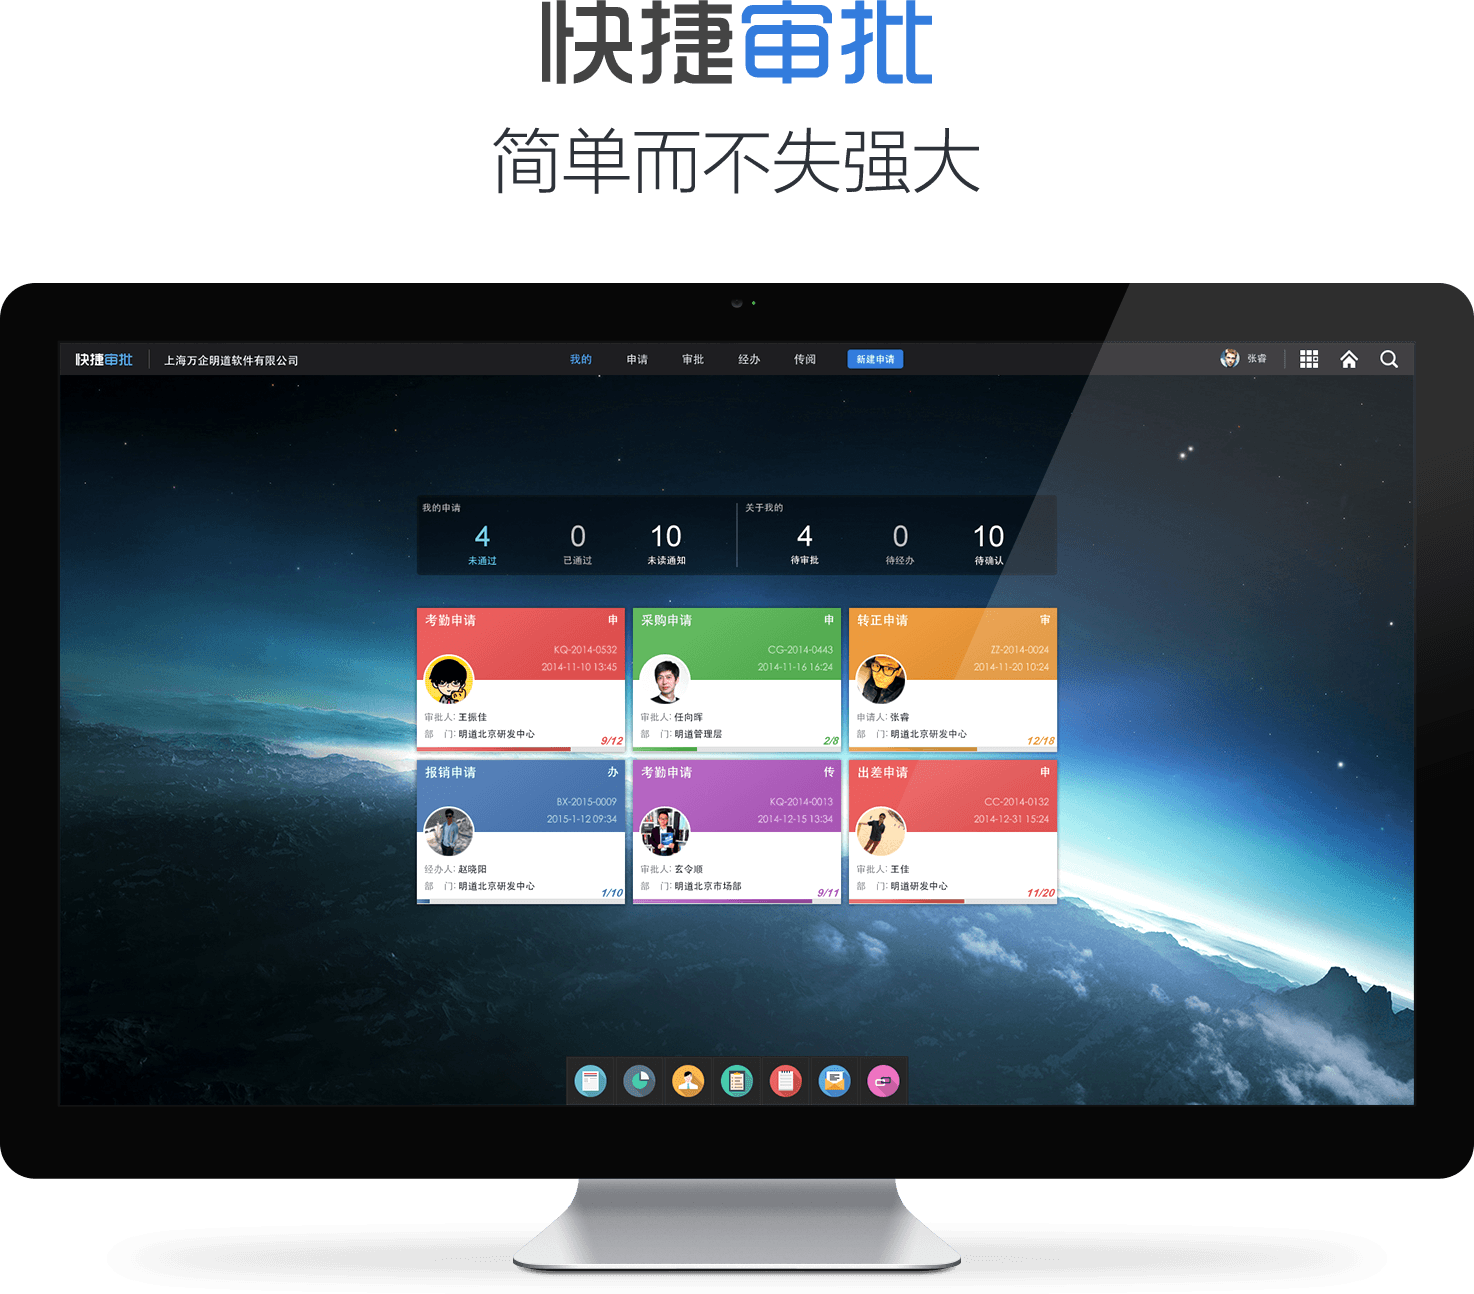 快捷审批
简单而不失强大
快捷审批 上海万企明道软件有限公司 我的 申请 审批 经办 传阅 新建申请 张睿
我的申请 关于我的
4 0 10 4 0 10
未通过 已通过 未读通知 待审批 待经办 待确认
考勤申请 申
KQ-2014-0532
2014-11-10 13:45
审批人: 王振佳
部 门: 明道北京研发中心
9/12
采购申请 申
CG-2014-0443
2014-11-16 16:24
审批人: 任向晖
部 门: 明道管理层
2/8
转正申请 审
ZZ-2014-0024
2014-11-20 10:24
申请人: 张睿
部 门: 明道北京研发中心
12/18
报销申请 办
BX-2015-0009
2015-1-12 09:34
经办人: 赵晓阳
部 门: 明道北京研发中心
1/10
考勤申请 传
KQ-2014-0013
2014-12-15 13:34
审批人: 玄令顺
部 门: 明道北京市场部
9/11
出差申请 申
CC-2014-0132
2014-12-31 15:24
审批人: 王佳
部 门: 明道研发中心
11/20